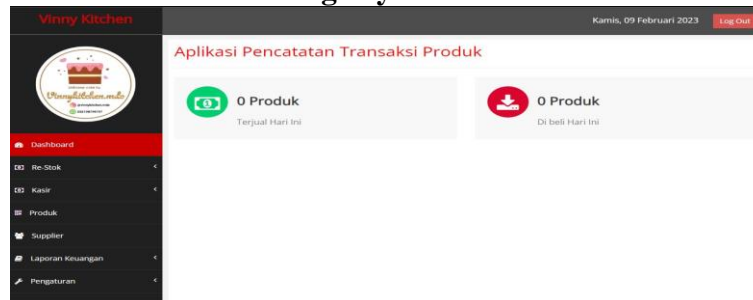 Vinny Kitchen
Kamis, 09 Februari 2023
Log Out
Aplikasi Pencatatan Transaksi Produk
0 Produk
Terjual Hari Ini
0 Produk
Di beli Hari Ini
Dashboard
Re-Stok
Kasir
Produk
Supplier
Laporan Keuangan
Pengaturan